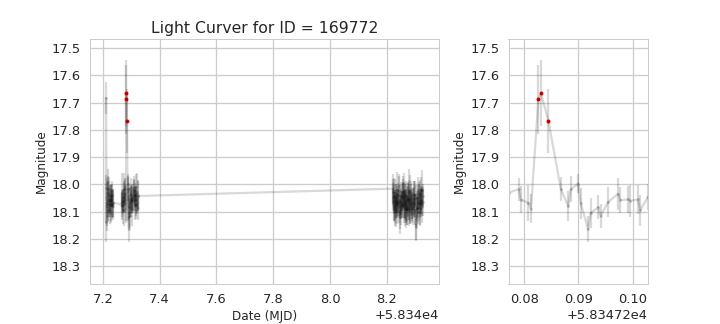 Light Curver for ID = 169772
Magnitude
17.5
17.6
17.7
17.8
17.9
18.0
18.1
18.2
18.3
7.2 7.4 7.6 7.8 8.0 8.2
Date (MJD)
+5.834e4
Magnitude
17.5
17.6
17.7
17.8
17.9
18.0
18.1
18.2
18.3
0.08 0.09 0.10
+5.83472e4